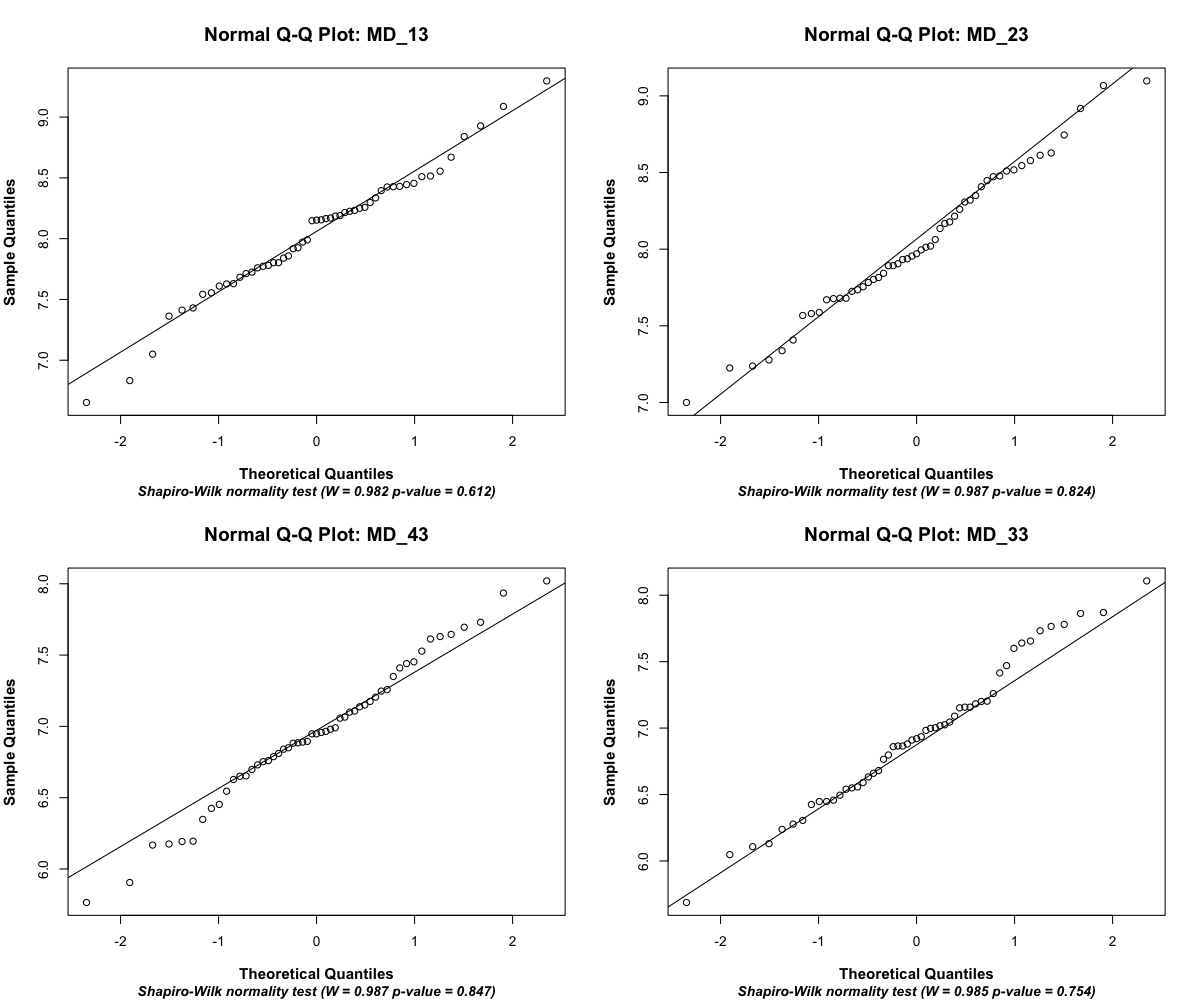 Normal Q-Q Plot: MD_13
Sample Quantiles
9.0
8.5
8.0
7.5
7.0
-2 -1 0 1 2
Theoretical Quantiles
Shapiro-Wilk normality test (W = 0.982 p-value = 0.612)
Normal Q-Q Plot: MD_23
Sample Quantiles
9.0
8.5
8.0
7.5
7.0
-2 -1 0 1 2
Theoretical Quantiles
Shapiro-Wilk normality test (W = 0.987 p-value = 0.824)
Normal Q-Q Plot: MD_43
Sample Quantiles
8.0
7.5
7.0
6.5
6.0
-2 -1 0 1 2
Theoretical Quantiles
Shapiro-Wilk normality test (W = 0.987 p-value = 0.847)
Normal Q-Q Plot: MD_33
Sample Quantiles
8.0
7.5
7.0
6.5
6.0
-2 -1 0 1 2
Theoretical Quantiles
Shapiro-Wilk normality test (W = 0.985 p-value = 0.754)